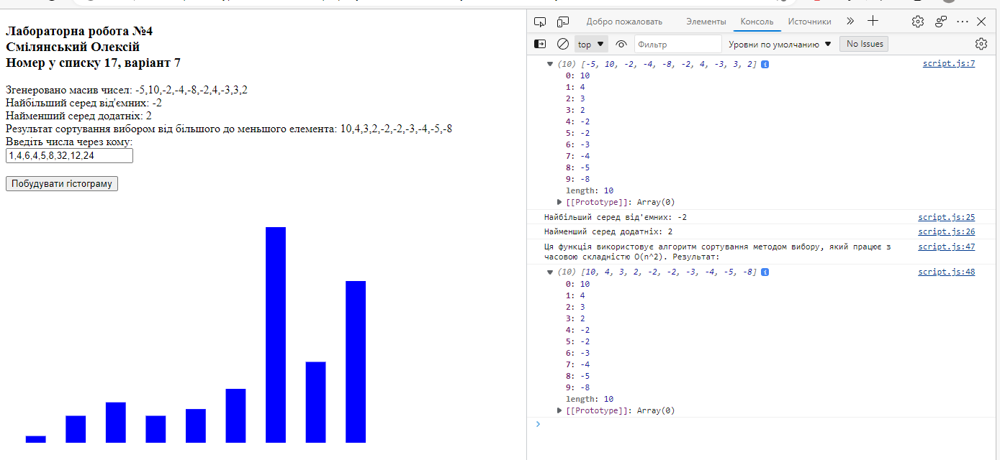 Лабораторна робота №4
Смілянський Олексій
Номер у списку 17, варіант 7
Згенеровано масив чисел: -5,10,-2,-4,-8,-2,4,-3,3,2
Найбільший серед від'ємних: -2
Найменший серед додатніх: 2
Результат сортування вибором від більшого до меньшого елемента: 10,4,3,2,-2,-2,-3,-4,-5,-8
Введіть числа через кому:
1,4,6,4,5,8,32,12,24
Побудувати гістограму
Добро пожаловать Элементы Консоль Источники
top Фильтр Уровни по умолчанию No Issues
(10) [-5, 10, -2, -4, -8, -2, 4, -3, 3, 2] i script.js:7
0: 10
1: 4
2: 3
3: 2
4: -2
5: -2
6: -3
7: -4
8: -5
9: -8
length: 10
[[Prototype]]: Array(0)
Найбільший серед від'ємних: -2 script.js:25
Найменший серед додатніх: 2 script.js:26
Ця функція використовує алгоритм сортування методом вибору, який працює з script.js:47
часовою складністю O(n^2). Результат:
(10) [10, 4, 3, 2, -2, -2, -3, -4, -5, -8] i script.js:48
0: 10
1: 4
2: 3
3: 2
4: -2
5: -2
6: -3
7: -4
8: -5
9: -8
length: 10
[[Prototype]]: Array(0)